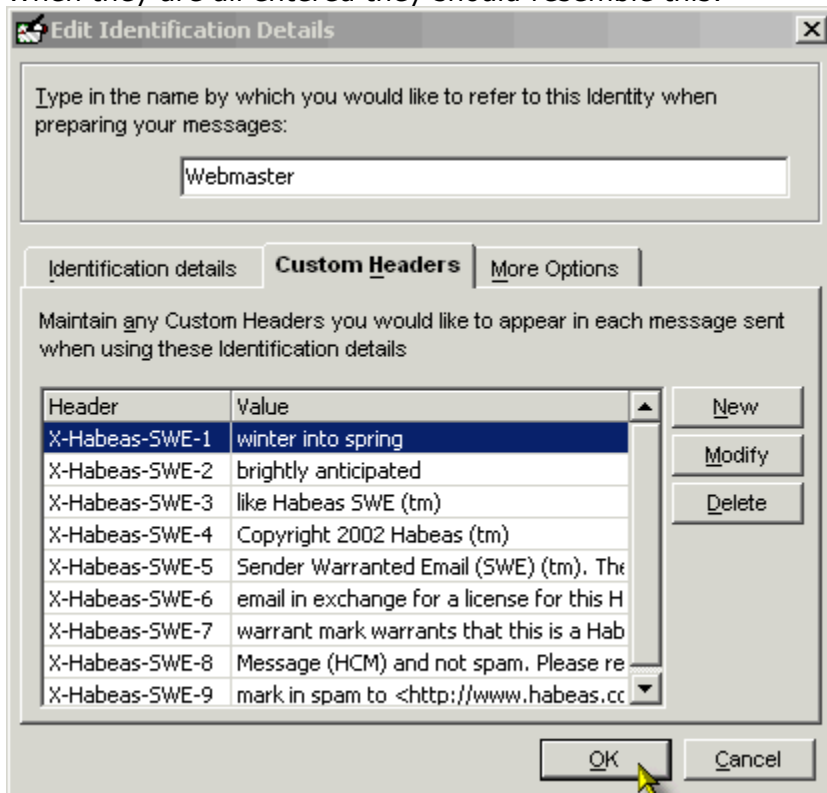 when they are all entered they should resemble this.
Edit Identification Details
Type in the name by which you would like to refer to this Identity when
preparing your messages:
Webmaster
Identification details Custom Headers More Options
Maintain any Custom Headers you would like to appear in each message sent
when using these Identification details
Header Value New
X-Habeas-SWE-1 winter into spring
Modify
X-Habeas-SWE-2 brightly anticipated
X-Habeas-SWE-3 like Habeas SWE (tm) Delete
X-Habeas-SWE-4 Copyright 2002 Habeas (tm)
X-Habeas-SWE-5 Sender Warranted Email (SWE) (tm). The
X-Habeas-SWE-6 email in exchange for a license for this H
X-Habeas-SWE-7 warrant mark warrants that this is a Hab
X-Habeas-SWE-8 Message (HCM) and not spam. Please re
X-Habeas-SWE-9 mark in spam to <http://www.habeas.cc
OK Cancel